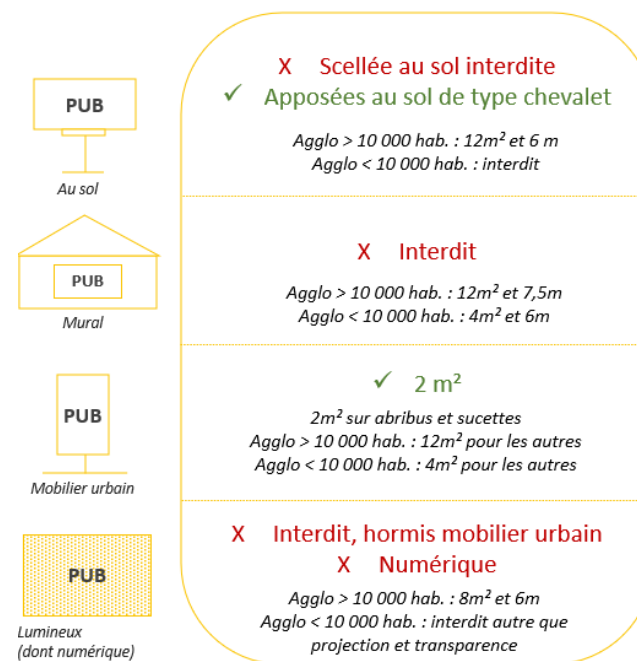 X Scellée au sol interdite
✓ Apposées au sol de type chevalet
PUB
Agglo > 10 000 hab. : 12m² et 6 m
Agglo < 10 000 hab. : interdit
Au sol
X Interdit
PUB
Agglo > 10 000 hab. : 12m² et 7,5m
Agglo < 10 000 hab. : 4m² et 6m
Mural
✓ 2 m²
PUB
2m² sur abribus et sucettes
Agglo > 10 000 hab. : 12m² pour les autres
Agglo < 10 000 hab. : 4m² pour les autres
Mobilier urbain
X Interdit, hormis mobilier urbain
X Numérique
PUB
Agglo > 10 000 hab. : 8m² et 6m
Agglo < 10 000 hab. : interdit autre que
projection et transparence
Lumineux
(dont numérique)